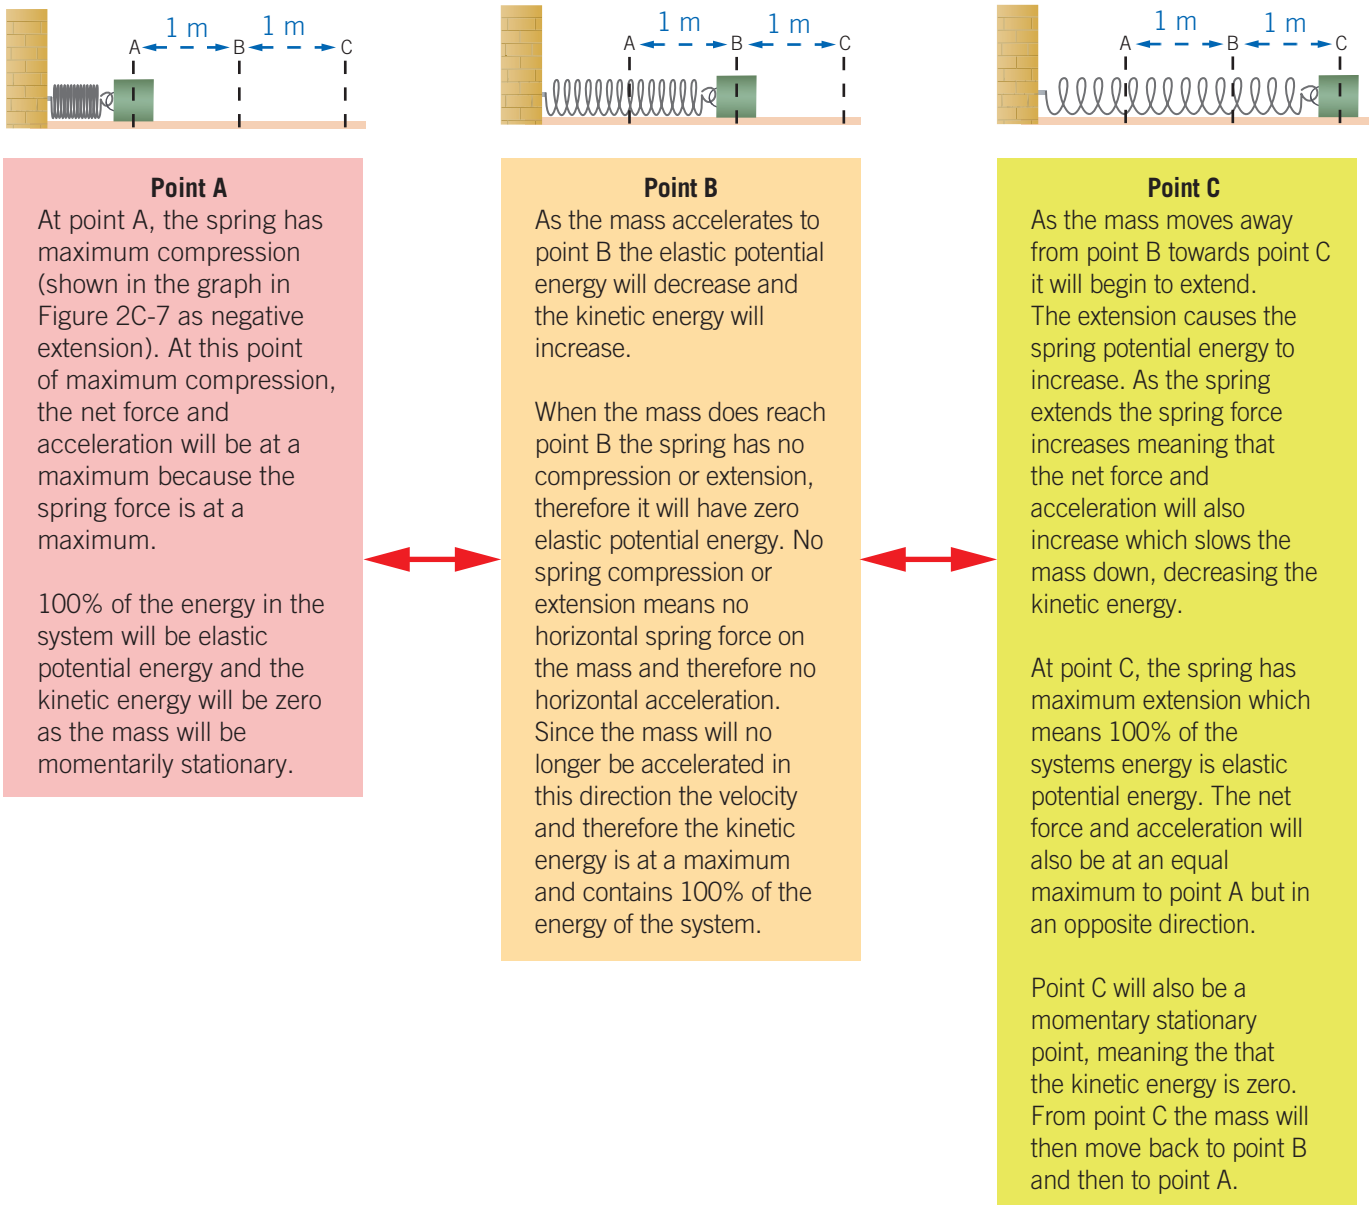 1 m 1 m
A B C
1 m 1 m
A B C
1 m 1 m
A B C
Point A
At point A, the spring has
maximum compression
(shown in the graph in
Figure 2C-7 as negative
extension). At this point
of maximum compression,
the net force and
acceleration will be at a
maximum because the
spring force is at a
maximum.
100% of the energy in the
system will be elastic
potential energy and the
kinetic energy will be zero
as the mass will be
momentarily stationary.
Point B
As the mass accelerates to
point B the elastic potential
energy will decrease and
the kinetic energy will
increase.
When the mass does reach
point B the spring has no
compression or extension,
therefore it will have zero
elastic potential energy. No
spring compression or
extension means no
horizontal spring force on
the mass and therefore no
horizontal acceleration.
Since the mass will no
longer be accelerated in
this direction the velocity
and therefore the kinetic
energy is at a maximum
and contains 100% of the
energy of the system.
Point C
As the mass moves away
from point B towards point C
it will begin to extend.
The extension causes the
spring potential energy to
increase. As the spring
extends the spring force
increases meaning that
the net force and
acceleration will also
increase which slows the
mass down, decreasing the
kinetic energy.
At point C, the spring has
maximum extension which
means 100% of the
systems energy is elastic
potential energy. The net
force and acceleration will
also be at an equal
maximum to point A but in
an opposite direction.
Point C will also be a
momentary stationary
point, meaning the that
the kinetic energy is zero.
From point C the mass will
then move back to point B
and then to point A.